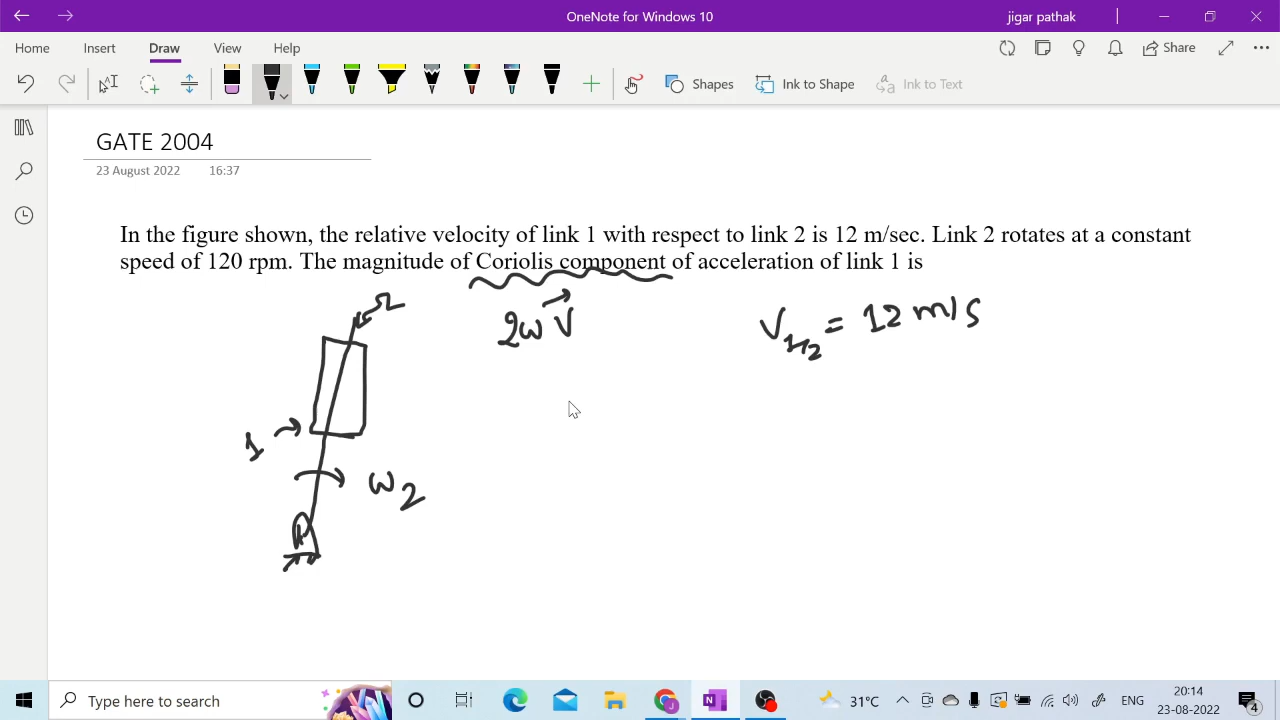 OneNote for Windows 10
jigar pathak
Home Insert Draw View Help
Share
Shapes Ink to Shape Ink to Text
GATE 2004
23 August 2022 16:37
In the figure shown, the relative velocity of link 1 with respect to link 2 is 12 m/sec. Link 2 rotates at a constant
speed of 120 rpm. The magnitude of Coriolis component of acceleration of link 1 is
2
2ω V
V1/2 = 12 m/s
1
ω2
Type here to search
31°C
ENG
20:14
23-08-2022
4